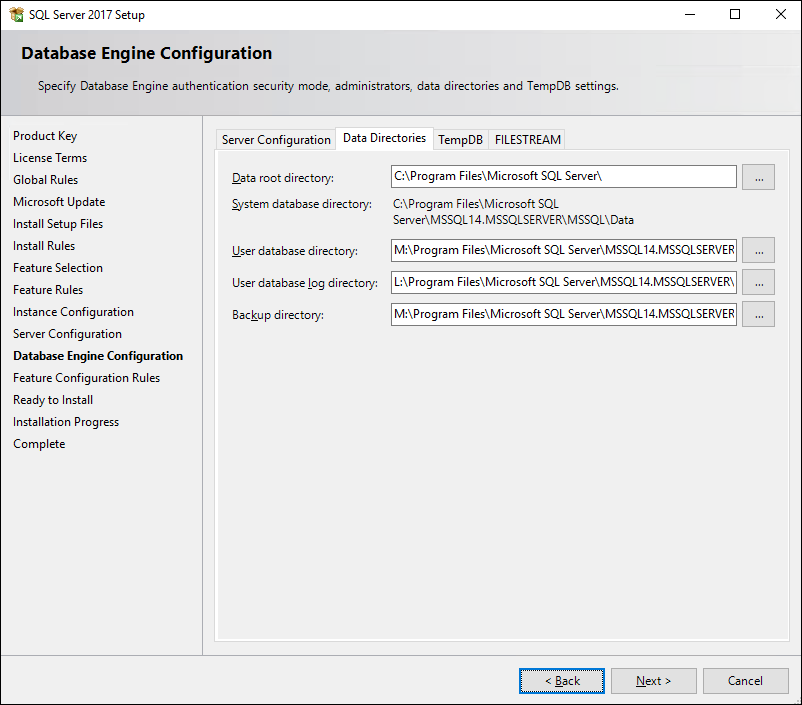 SQL Server 2017 Setup
Database Engine Configuration
Specify Database Engine authentication security mode, administrators, data directories and TempDB settings.
Product Key
License Terms
Global Rules
Microsoft Update
Install Setup Files
Install Rules
Feature Selection
Feature Rules
Instance Configuration
Server Configuration
Database Engine Configuration
Feature Configuration Rules
Ready to Install
Installation Progress
Complete
Server Configuration Data Directories TempDB FILESTREAM
Data root directory: C:\Program Files\Microsoft SQL Server\ ...
System database directory: C:\Program Files\Microsoft SQL
Server\MSSQL14.MSSQLSERVER\MSSQL\Data
User database directory: M:\Program Files\Microsoft SQL Server\MSSQL14.MSSQLSERVER ...
User database log directory: L:\Program Files\Microsoft SQL Server\MSSQL14.MSSQLSERVER\ ...
Backup directory: M:\Program Files\Microsoft SQL Server\MSSQL14.MSSQLSERVER ...
< Back Next > Cancel